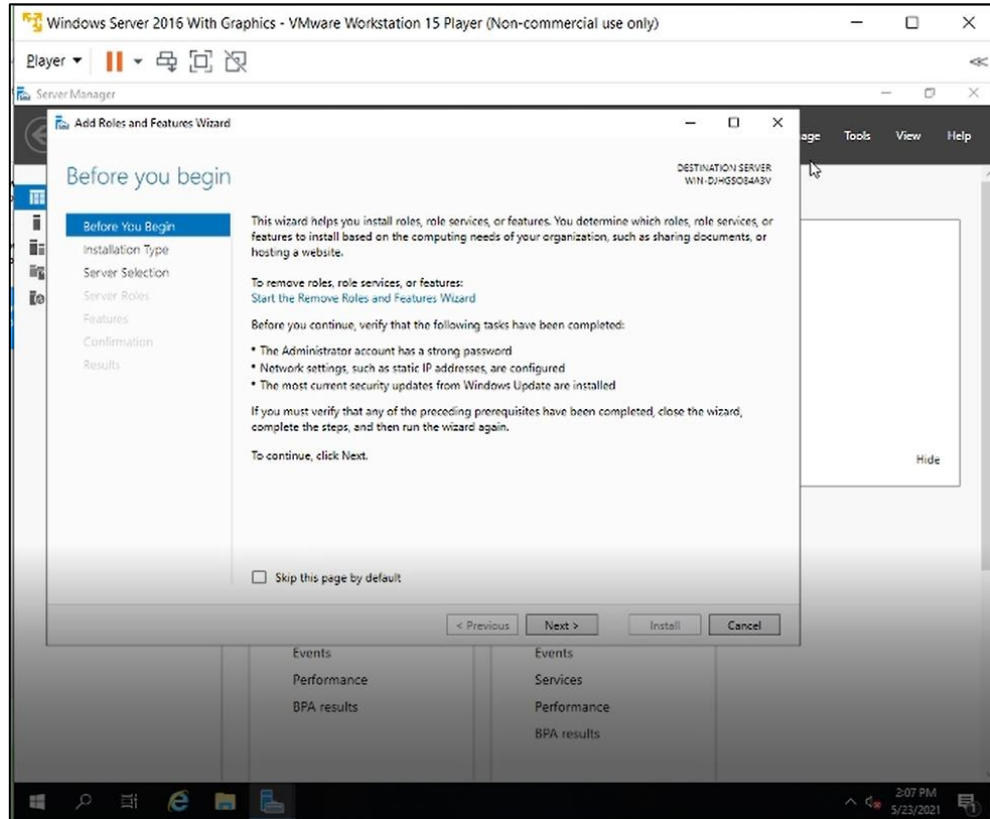 Windows Server 2016 With Graphics - VMware Workstation 15 Player (Non-commercial use only)
Player
Server Manager
Add Roles and Features Wizard
age Tools View Help
Before you begin
DESTINATION SERVER
WIN-DJHGSO84A3V
Before You Begin
Installation Type
Server Selection
Server Roles
Features
Confirmation
Results
This wizard helps you install roles, role services, or features. You determine which roles, role services, or
features to install based on the computing needs of your organization, such as sharing documents, or
hosting a website.
To remove roles, role services, or features:
Start the Remove Roles and Features Wizard
Before you continue, verify that the following tasks have been completed:
* The Administrator account has a strong password
* Network settings, such as static IP addresses, are configured
* The most current security updates from Windows Update are installed
If you must verify that any of the preceding prerequisites have been completed, close the wizard,
complete the steps, and then run the wizard again.
To continue, click Next.
Hide
Skip this page by default
< Previous Next > Install Cancel
Events Events
Performance Services
BPA results Performance
BPA results
2:07 PM
5/23/2021